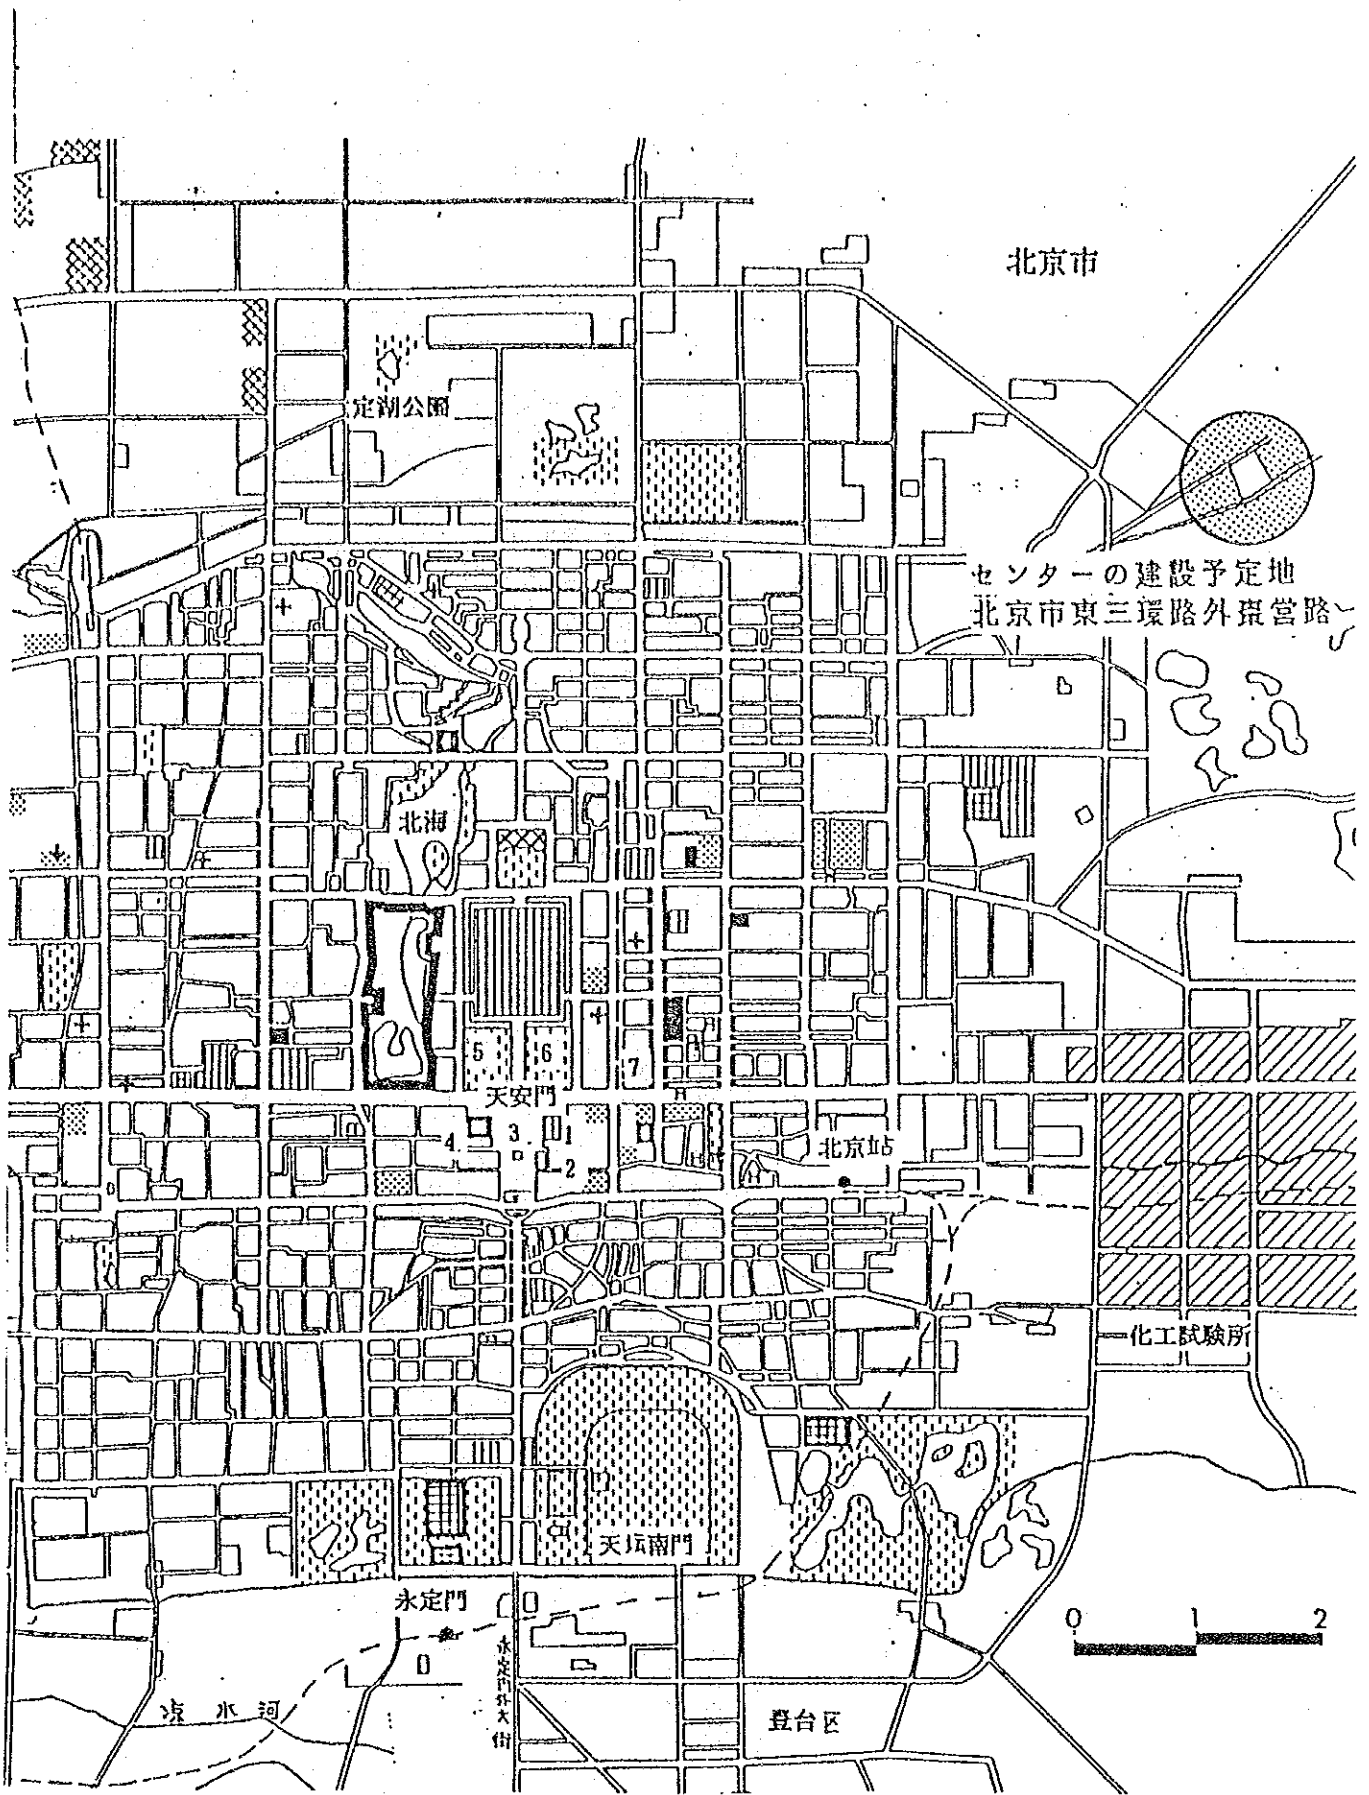 北京市
定湖公園
センターの建設予定地
北京市東三環路外棗営路
北海
5
6
7
天安門
4
3
1
2
北京站
化工試験所
天坛南門
永定門
0 1 2
永定門外大街
凉水河
登台区